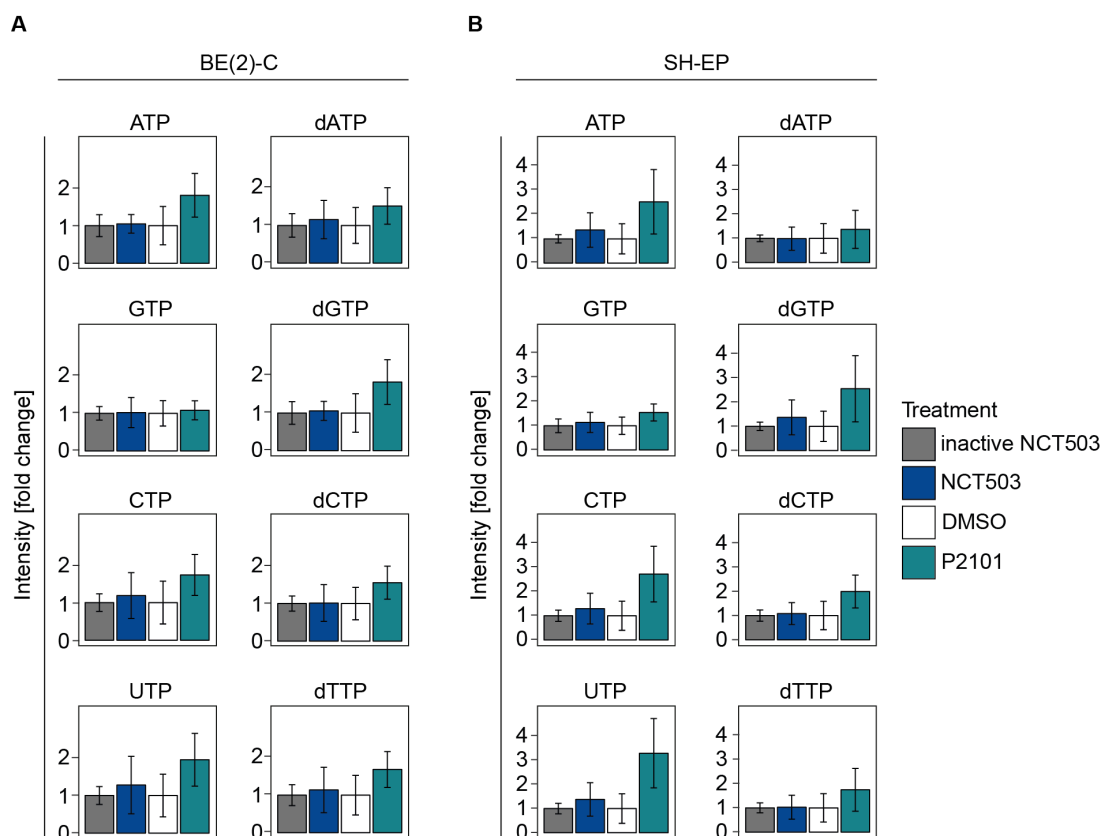 A
B
BE(2)-C
SH-EP
ATP
dATP
ATP
dATP
2
1
0
2
1
0
4
3
2
1
0
4
3
2
1
0
GTP
dGTP
GTP
dGTP
2
1
0
2
1
0
4
3
2
1
0
4
3
2
1
0
CTP
dCTP
CTP
dCTP
2
1
0
2
1
0
4
3
2
1
0
4
3
2
1
0
UTP
dTTP
UTP
dTTP
2
1
0
2
1
0
4
3
2
1
0
4
3
2
1
0
Intensity [fold change]
Intensity [fold change]
Treatment
inactive NCT503
NCT503
DMSO
P2101